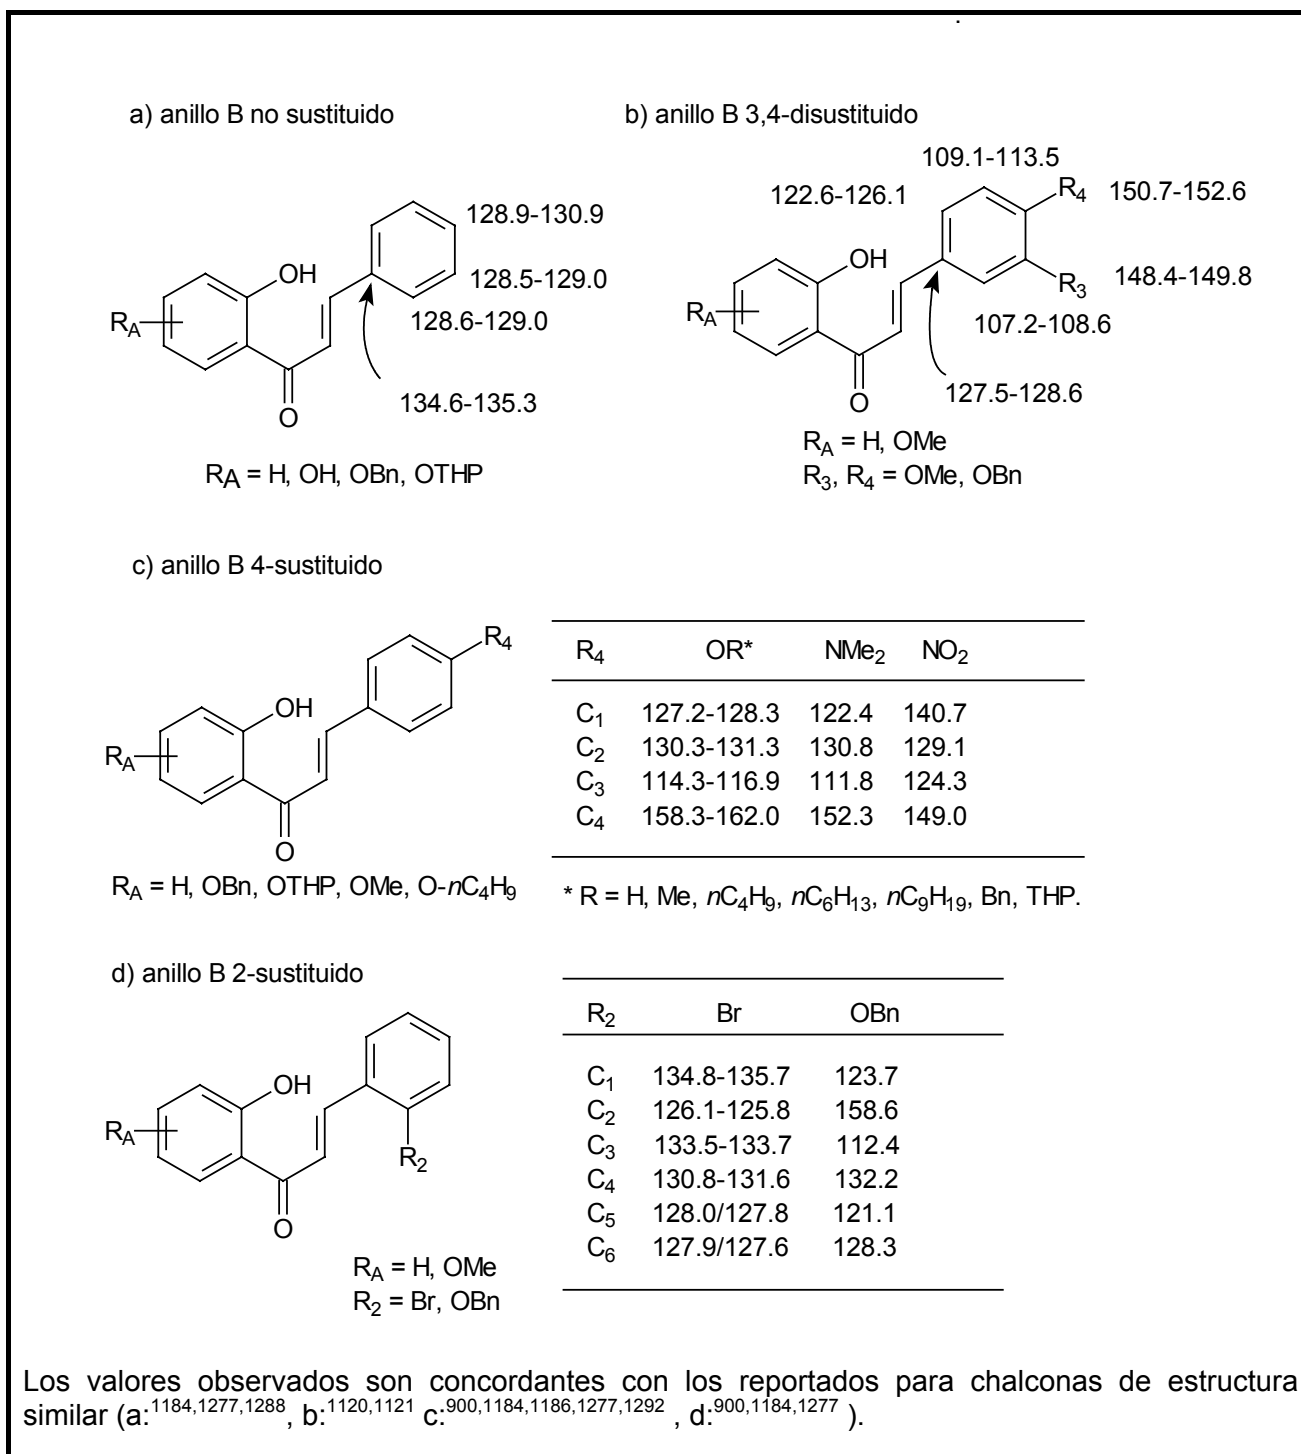 a) anillo B no sustituido
b) anillo B 3,4-disustituido
109.1-113.5
122.6-126.1
R4
150.7-152.6
128.9-130.9
OH
128.5-129.0
OH
R3
148.4-149.8
RA
128.6-129.0
RA
107.2-108.6
O
134.6-135.3
O
127.5-128.6
RA = H, OMe
RA = H, OH, OBn, OTHP
R3, R4 = OMe, OBn
c) anillo B 4-sustituido
R4
OH
RA
O
RA = H, OBn, OTHP, OMe, O-nC4H9
R4 OR* NMe2 NO2
C1 127.2-128.3 122.4 140.7
C2 130.3-131.3 130.8 129.1
C3 114.3-116.9 111.8 124.3
C4 158.3-162.0 152.3 149.0
* R = H, Me, nC4H9, nC6H13, nC9H19, Bn, THP.
d) anillo B 2-sustituido
OH
RA
R2
O
RA = H, OMe
R2 = Br, OBn
R2 Br OBn
C1 134.8-135.7 123.7
C2 126.1-125.8 158.6
C3 133.5-133.7 112.4
C4 130.8-131.6 132.2
C5 128.0/127.8 121.1
C6 127.9/127.6 128.3
Los valores observados son concordantes con los reportados para chalconas de estructura
similar (a:1184,1277,1288, b:1120,1121 c:900,1184,1186,1277,1292 , d:900,1184,1277 ).